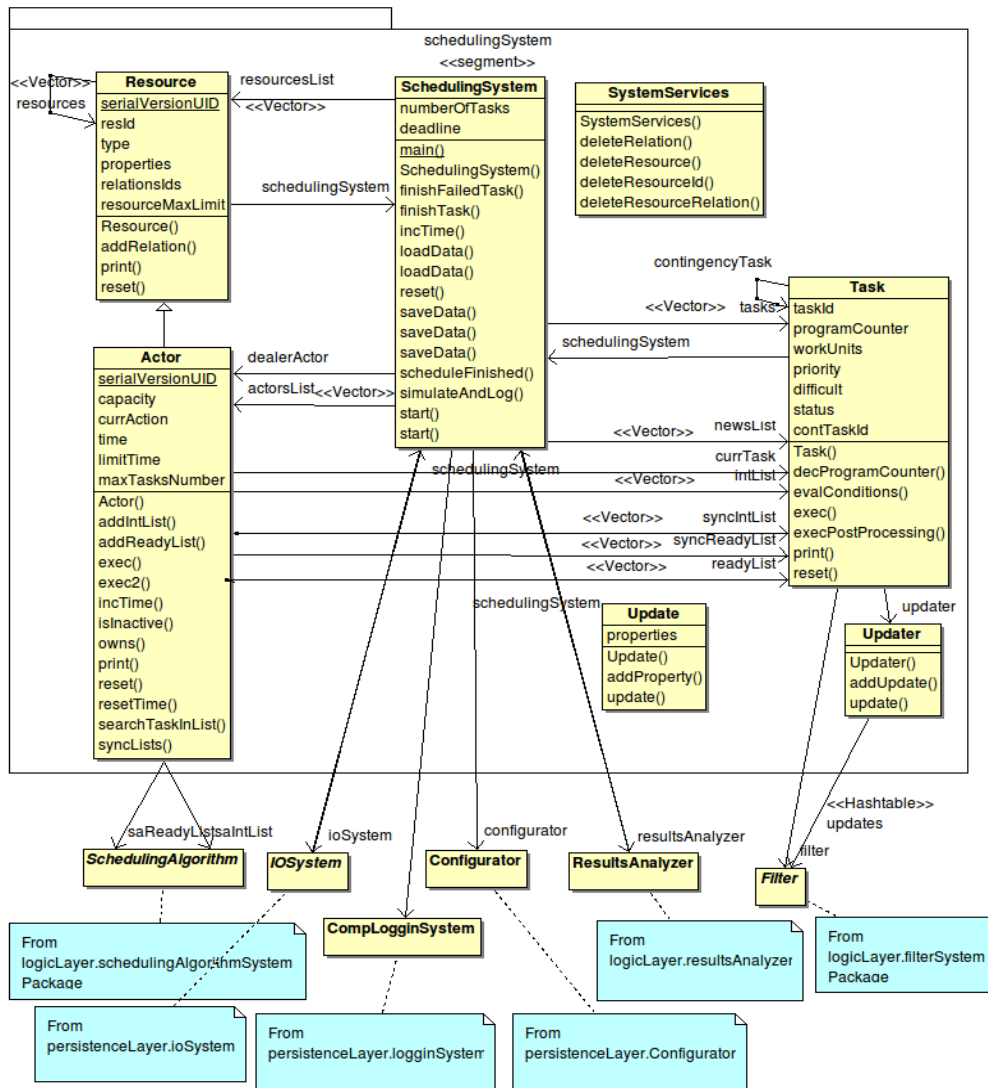 schedulingSystem
<<segment>>
Resource
serialVersionUID
resId
type
properties
relationsIds
resourceMaxLimit
Resource()
addRelation()
print()
reset()
<<Vector>>
resources
resourcesList
<<Vector>>
schedulingSystem
SchedulingSystem
numberOfTasks
deadline
main()
SchedulingSystem()
finishFailedTask()
finishTask()
incTime()
loadData()
loadData()
reset()
saveData()
saveData()
saveData()
scheduleFinished()
simulateAndLog()
start()
start()
SystemServices
SystemServices()
deleteRelation()
deleteResource()
deleteResourceId()
deleteResourceRelation()
contingencyTask
<<Vector>>
tasks
schedulingSystem
Task
taskId
programCounter
workUnits
priority
difficult
status
contTaskId
Task()
decProgramCounter()
evalConditions()
exec()
execPostProcessing()
print()
reset()
Actor
serialVersionUID
capacity
currAction
time
limitTime
maxTasksNumber
Actor()
addIntList()
addReadyList()
exec()
exec2()
incTime()
isInactive()
owns()
print()
reset()
resetTime()
searchTaskInList()
syncLists()
dealerActor
actorsList
<<Vector>>
newsList
<<Vector>>
currTask
schedulingSystem
intList
<<Vector>>
syncIntList
<<Vector>>
syncReadyList
<<Vector>>
readyList
<<Vector>>
schedulingSystem
Update
properties
Update()
addProperty()
update()
updater
Updater
Updater()
addUpdate()
update()
<<Hashtable>>
updates
filter
saReadyList
saIntList
ioSystem
configurator
resultsAnalyzer
SchedulingAlgorithm
IOSystem
Configurator
ResultsAnalyzer
Filter
CompLogginSystem
From
logicLayer.schedulingAlgorithmSystem
Package
From
logicLayer.resultsAnalyzer
From
logicLayer.filterSystem
Package
From
persistenceLayer.ioSystem
From
persistenceLayer.logginSystem
From
persistenceLayer.Configurator